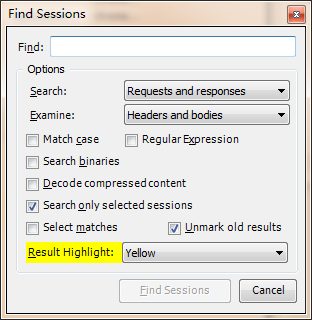 Find Sessions
Find:
Options
Search: Requests and responses
Examine: Headers and bodies
Match case Regular Expression
Search binaries
Decode compressed content
Search only selected sessions
Select matches Unmark old results
Result Highlight: Yellow
Find Sessions Cancel